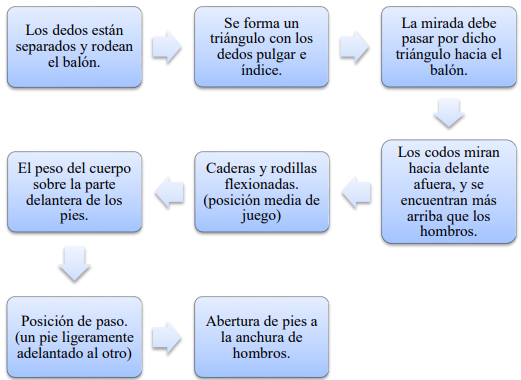 Los dedos están
separados y rodean
el balón.
Se forma un
triángulo con los
dedos pulgar e
índice.
La mirada debe
pasar por dicho
triángulo hacia el
balón.
Los codos miran
hacia delante
afuera, y se
encuentran más
arriba que los
hombros.
Caderas y rodillas
flexionadas.
(posición media de
juego)
El peso del cuerpo
sobre la parte
delantera de los
pies.
Posición de paso.
(un pie ligeramente
adelantado al otro)
Abertura de pies a
la anchura de
hombros.